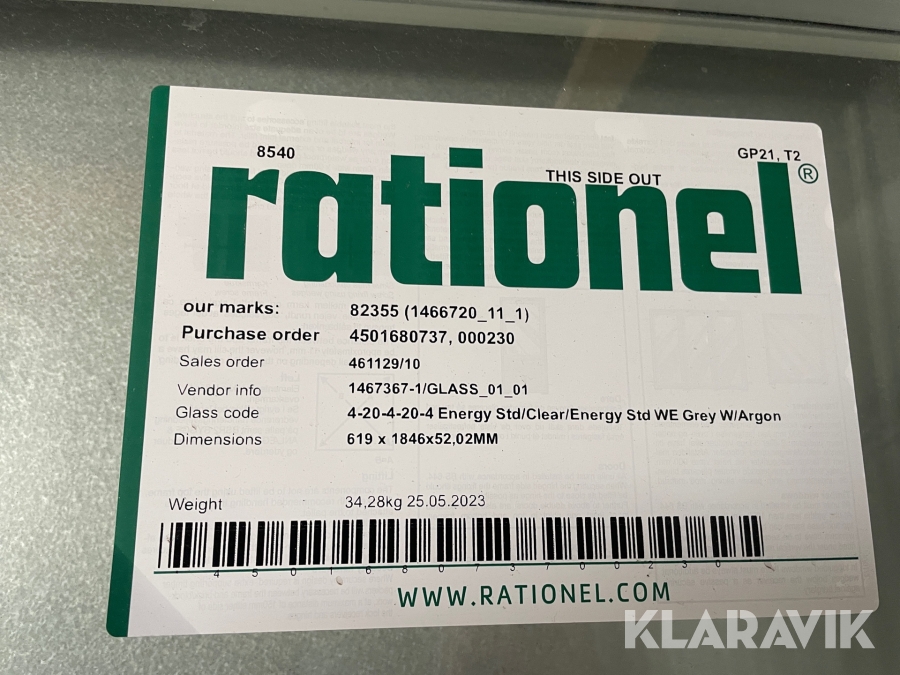 8540
GP21, T2
THIS SIDE OUT
rationel®
our marks: 82355 (1466720_11_1)
Purchase order 4501680737, 000230
Sales order 461129/10
Vendor info 1467367-1/GLASS_01_01
Glass code 4-20-4-20-4 Energy Std/Clear/Energy Std WE Grey W/Argon
Dimensions 619 x 1846x52,02MM
Weight 34,28kg 25.05.2023
4501680737000230
WWW.RATIONEL.COM
KLARAVIK